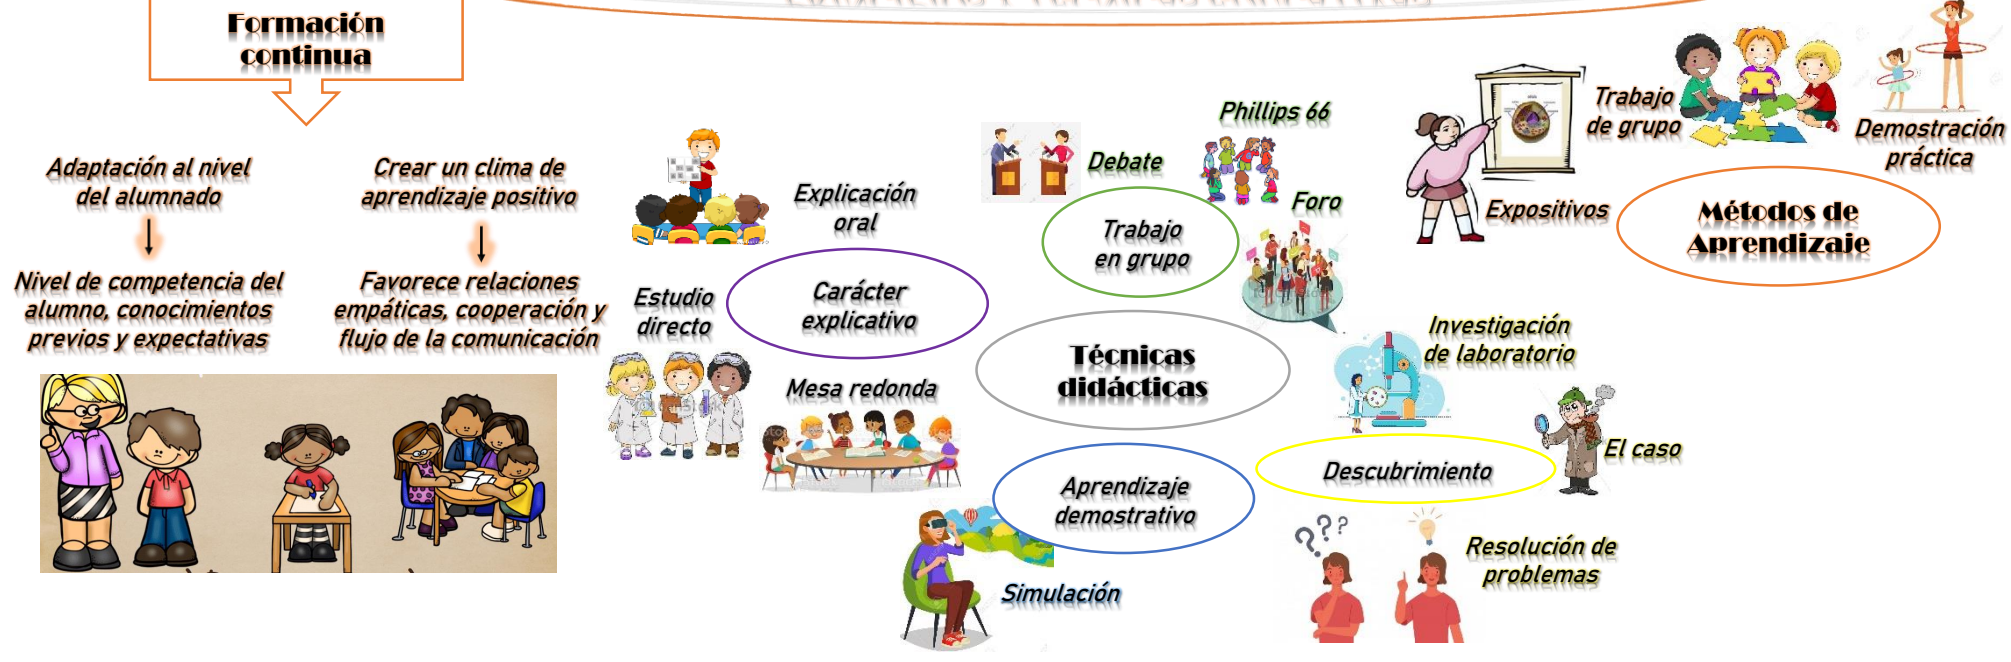 Formación
continua
Adaptación al nivel
del alumnado
Nivel de competencia del
alumno, conocimientos
previos y expectativas
Crear un clima de
aprendizaje positivo
Favorece relaciones
empáticas, cooperación y
flujo de la comunicación
Explicación
oral
Estudio
directo
Carácter
explicativo
Mesa redonda
Debate
Phillips 66
Foro
Trabajo
en grupo
Técnicas
didácticas
Aprendizaje
demostrativo
Simulación
Investigación
de laboratorio
El caso
Descubrimiento
Resolución de
problemas
Expositivos
Trabajo
de grupo
Demostración
práctica
Métodos de
Aprendizaje